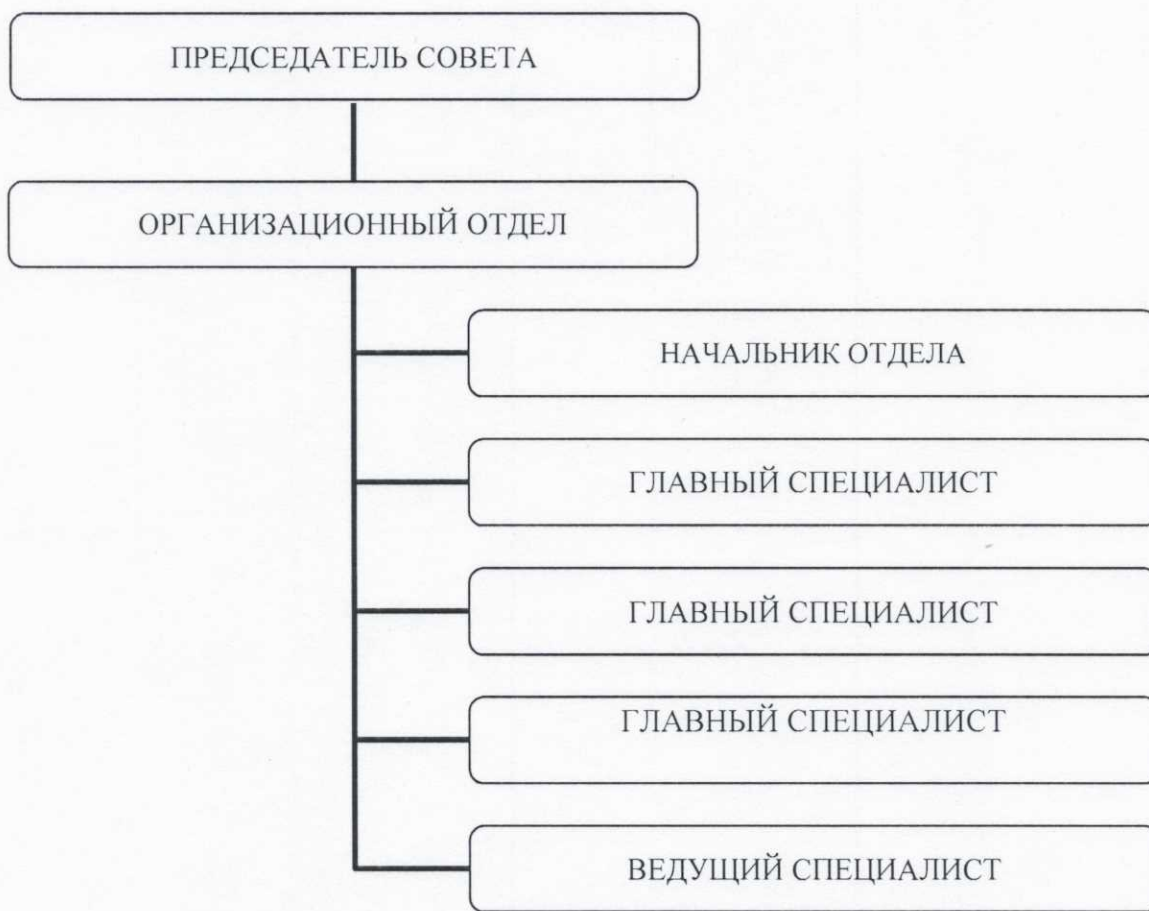 ПРЕДСЕДАТЕЛЬ СОВЕТА
ОРГАНИЗАЦИОННЫЙ ОТДЕЛ
НАЧАЛЬНИК ОТДЕЛА
ГЛАВНЫЙ СПЕЦИАЛИСТ
ГЛАВНЫЙ СПЕЦИАЛИСТ
ГЛАВНЫЙ СПЕЦИАЛИСТ
ВЕДУЩИЙ СПЕЦИАЛИСТ